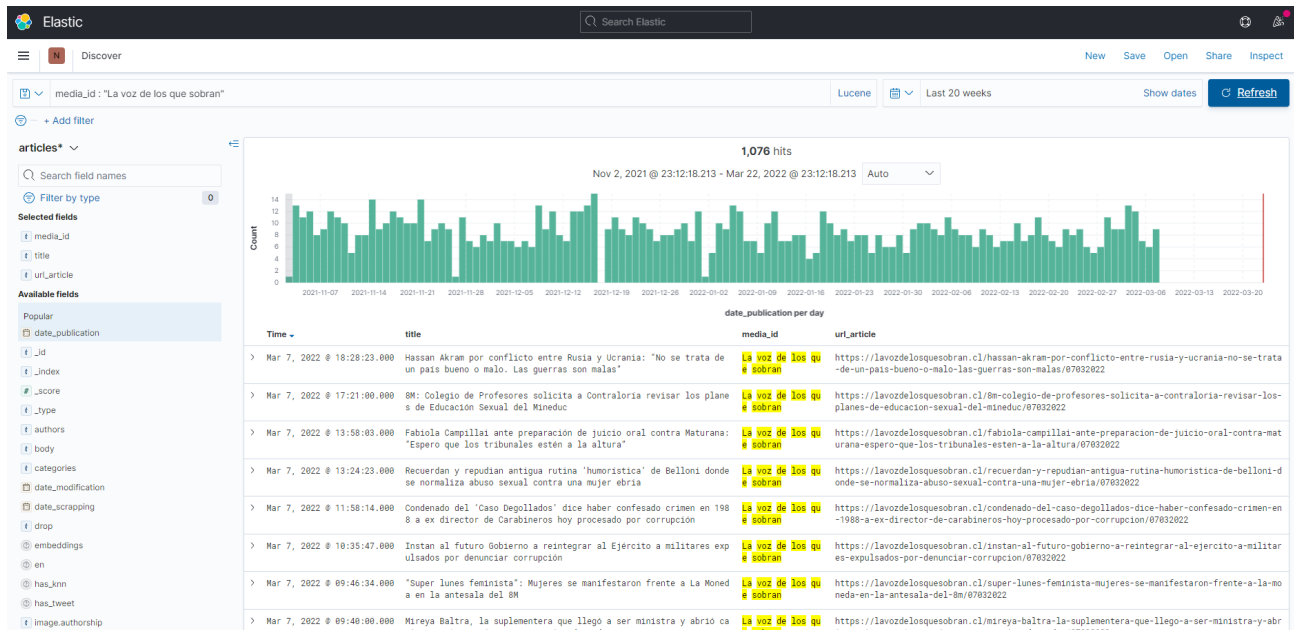 Elastic
Search Elastic
N
Discover
New Save Open Share Inspect
media_id : "La voz de los que sobran"
Lucene
Last 20 weeks
Show dates
Refresh
+ Add filter
articles*
Search field names
Filter by type 0
Selected fields
t media_id
t title
t url_article
Available fields
Popular
date_publication
t _id
t _index
# _score
t _type
t authors
t body
t categories
date_modification
date_scrapping
t drop
embeddings
en
has_knn
has_tweet
t image.authorship
1,076 hits
Nov 2, 2021 @ 23:12:18.213 - Mar 22, 2022 @ 23:12:18.213 Auto
Count
14
12
10
8
6
4
2
0
2021-11-07 2021-11-14 2021-11-21 2021-11-28 2021-12-05 2021-12-12 2021-12-19 2021-12-26 2022-01-02 2022-01-09 2022-01-16 2022-01-23 2022-01-30 2022-02-06 2022-02-13 2022-02-20 2022-02-27 2022-03-06 2022-03-13 2022-03-20
date_publication per day
Time title media_id url_article
Mar 7, 2022 @ 18:28:23.000 Hassan Akram por conflicto entre Rusia y Ucrania: "No se trata de La voz de los qu https://lavozdelosquesobran.cl/hassan-akram-por-conflicto-entre-rusia-y-ucrania-no-se-trata
un país bueno o malo. Las guerras son malas" e sobran -de-un-pais-bueno-o-malo-las-guerras-son-malas/07032022
Mar 7, 2022 @ 17:21:00.000 8M: Colegio de Profesores solicita a Contraloría revisar los plane La voz de los qu https://lavozdelosquesobran.cl/8m-colegio-de-profesores-solicita-a-contraloria-revisar-los-
s de Educación Sexual del Mineduc e sobran planes-de-educacion-sexual-del-mineduc/07032022
Mar 7, 2022 @ 13:58:03.000 Fabiola Campillai ante preparación de juicio oral contra Maturana: La voz de los qu https://lavozdelosquesobran.cl/fabiola-campillai-ante-preparacion-de-juicio-oral-contra-mat
"Espero que los tribunales estén a la altura" e sobran urana-espero-que-los-tribunales-esten-a-la-altura/07032022
Mar 7, 2022 @ 13:24:23.000 Recuerdan y repudian antigua rutina 'humorística' de Belloni donde La voz de los qu https://lavozdelosquesobran.cl/recuerdan-y-repudian-antigua-rutina-humoristica-de-belloni-d
se normaliza abuso sexual contra una mujer ebria e sobran onde-se-normaliza-abuso-sexual-contra-una-mujer-ebria/07032022
Mar 7, 2022 @ 11:58:14.000 Condenado del 'Caso Degollados' dice haber confesado crimen en 198 La voz de los qu https://lavozdelosquesobran.cl/condenado-del-caso-degollados-dice-haber-confesado-crimen-en
8 a ex director de Carabineros hoy procesado por corrupción e sobran -1988-a-ex-director-de-carabineros-hoy-procesado-por-corrupcion/07032022
Mar 7, 2022 @ 10:35:47.000 Instan al futuro Gobierno a reintegrar al Ejército a militares exp La voz de los qu https://lavozdelosquesobran.cl/instan-al-futuro-gobierno-a-reintegrar-al-ejercito-a-militar
ulsados por denunciar corrupción e sobran es-expulsados-por-denunciar-corrupcion/07032022
Mar 7, 2022 @ 09:46:34.000 "Super lunes feminista": Mujeres se manifestaron frente a La Moned La voz de los qu https://lavozdelosquesobran.cl/super-lunes-feminista-mujeres-se-manifestaron-frente-a-la-mo
a en la antesala del 8M e sobran neda-en-la-antesala-del-8m/07032022
Mar 7, 2022 @ 09:40:00.000 Mireya Baltra, la suplementera que llegó a ser ministra y abrió ca La voz de los qu https://lavozdelosquesobran.cl/mireya-baltra-la-suplementera-que-llego-a-ser-ministra-y-abr